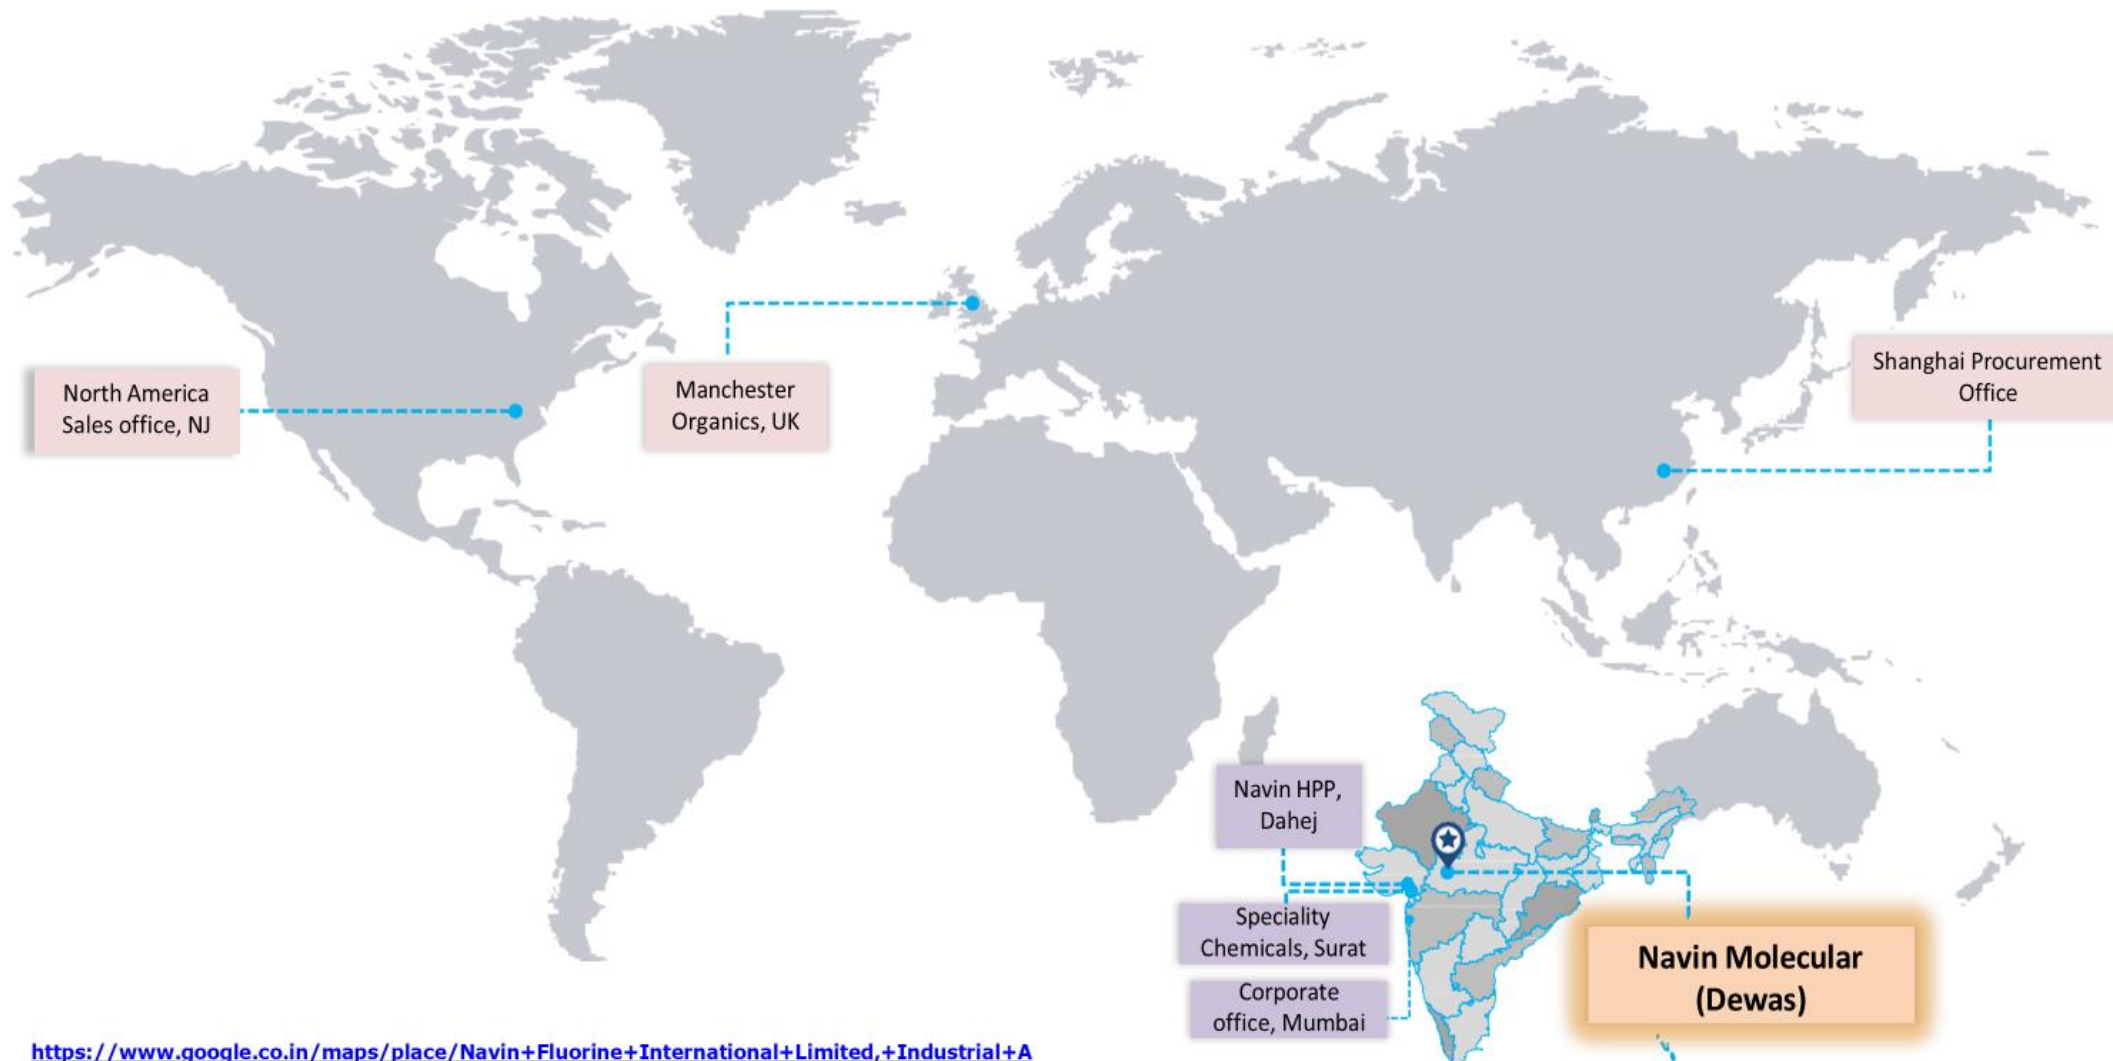 North America
Sales office, NJ
Manchester
Organics, UK
Shanghai Procurement
Office
Navin HPP,
Dahej
Speciality
Chemicals, Surat
Corporate
office, Mumbai
Navin Molecular
(Dewas)
https://www.google.co.in/maps/place/Navin+Fluorine+International+Limited,+Industrial+A